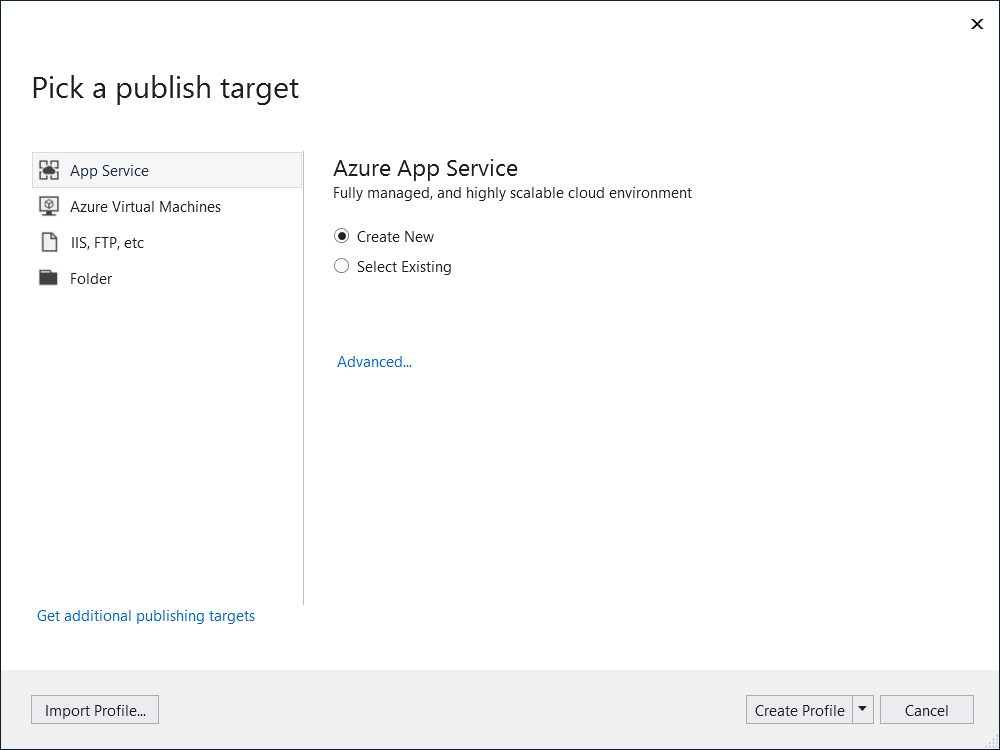 Pick a publish target
App Service
Azure Virtual Machines
IIS, FTP, etc
Folder
Get additional publishing targets
Azure App Service
Fully managed, and highly scalable cloud environment
Create New
Select Existing
Advanced...
Import Profile...
Create Profile
Cancel